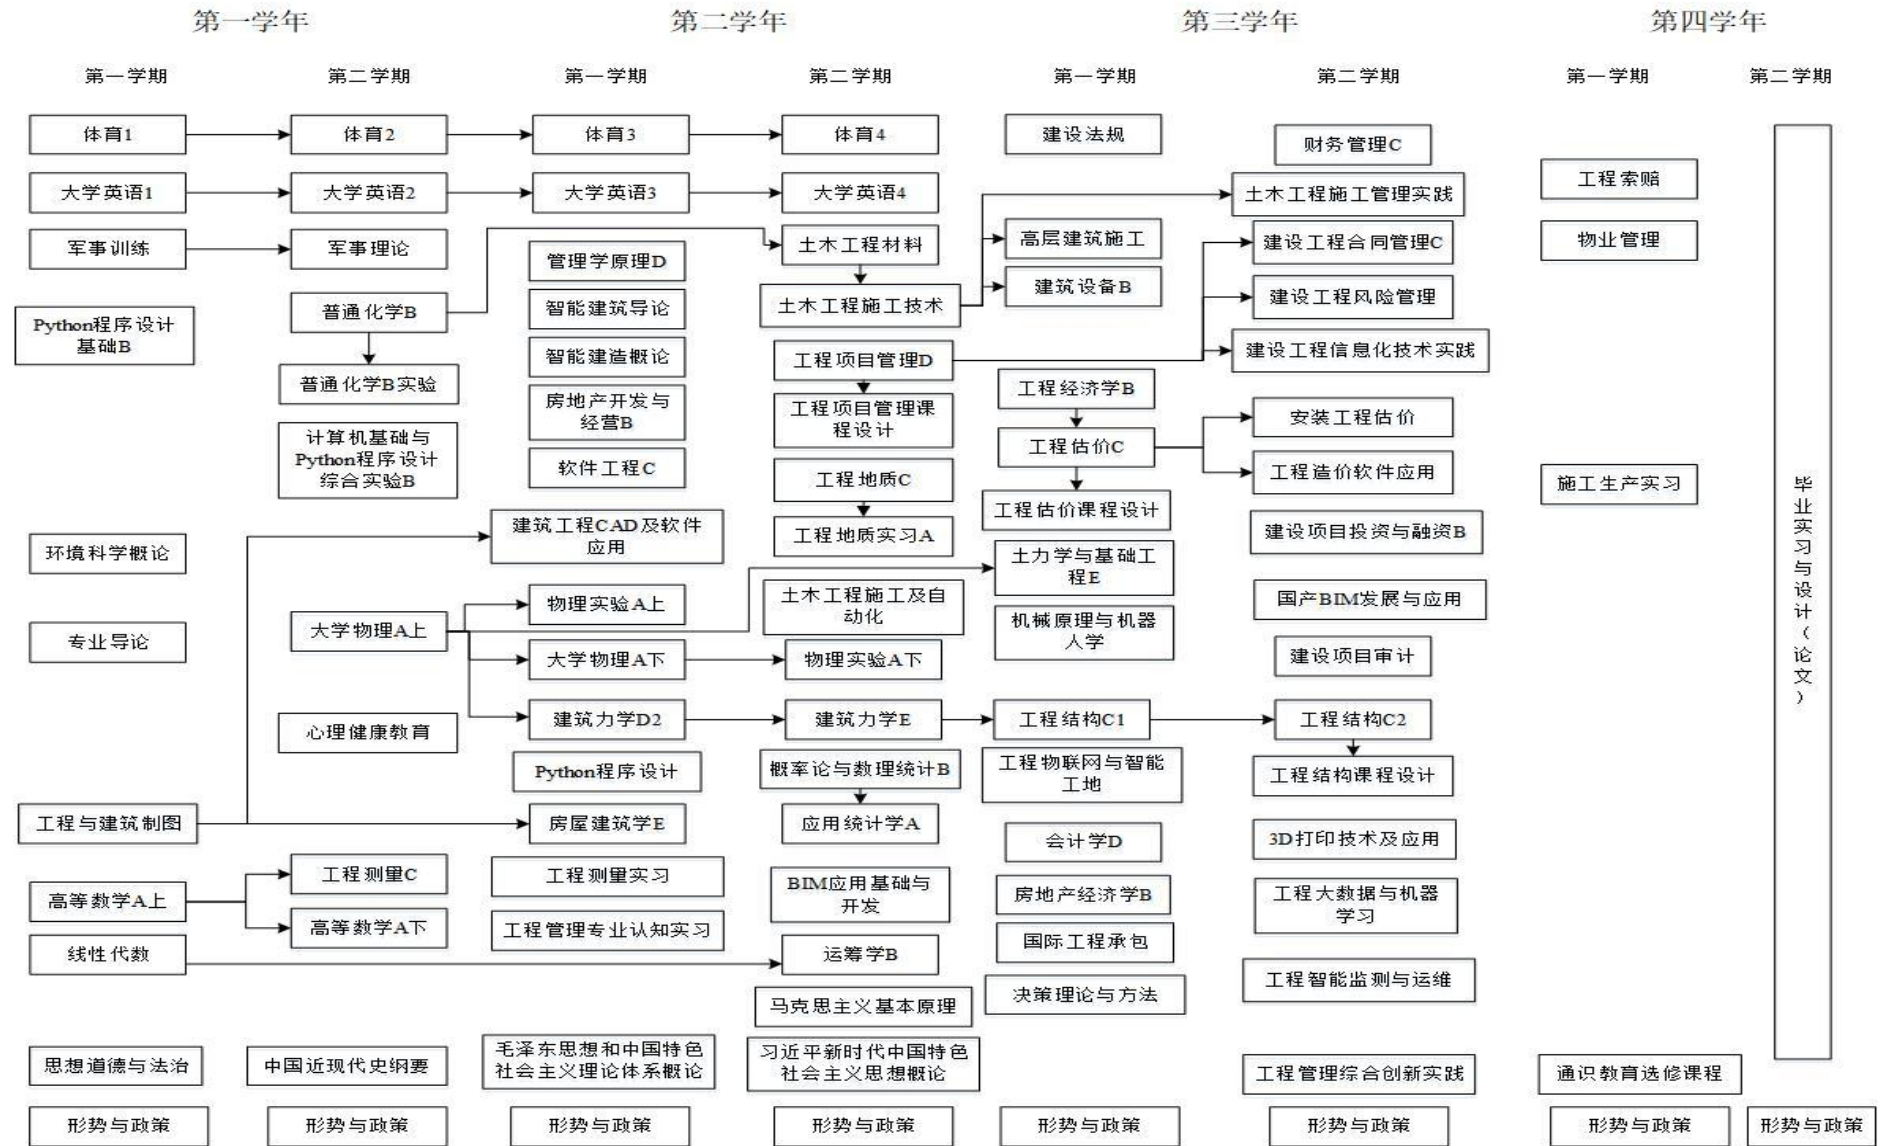 第一学年
第二学年
第三学年
第四学年
第一学期
第二学期
第一学期
第二学期
第一学期
第二学期
第一学期
第二学期
体育1
大学英语1
军事训练
Python程序设计
基础B
环境科学概论
专业导论
工程与建筑制图
高等数学A上
线性代数
思想道德与法治
形势与政策
体育2
大学英语2
军事理论
普通化学B
普通化学B实验
计算机基础与
Python程序设计
综合实验B
大学物理A上
心理健康教育
工程测量C
高等数学A下
中国近现代史纲要
形势与政策
体育3
大学英语3
管理学原理D
智能建筑导论
智能建造概论
房地产开发与
经营B
软件工程C
建筑工程CAD及软件
应用
物理实验A上
大学物理A下
建筑力学D2
Python程序设计
房屋建筑学E
工程测量实习
工程管理专业认知实习
毛泽东思想和中国特色
社会主义理论体系概论
形势与政策
体育4
大学英语4
土木工程材料
土木工程施工技术
工程项目管理D
工程项目管理课
程设计
工程地质C
工程地质实习A
土木工程施工及自
动化
物理实验A下
建筑力学E
概率论与数理统计B
应用统计学A
BIM应用基础与
开发
运筹学B
马克思主义基本原理
习近平新时代中国特色
社会主义思想概论
形势与政策
建设法规
高层建筑施工
建筑设备B
工程经济学B
工程估价C
工程估价课程设计
土力学与基础工
程E
机械原理与机器
人学
工程结构C1
工程物联网与智能
工地
会计学D
房地产经济学B
国际工程承包
决策理论与方法
形势与政策
财务管理C
土木工程施工管理实践
建设工程合同管理C
建设工程风险管理
建设工程信息化技术实践
安装工程估价
工程造价软件应用
建设项目投资与融资B
国产BIM发展与应用
建设项目审计
工程结构C2
工程结构课程设计
3D打印技术及应用
工程大数据与机器
学习
工程智能监测与运维
工程管理综合创新实践
形势与政策
工程索赔
物业管理
施工生产实习
通识教育选修课程
形势与政策
毕业实习与设计（论文）
形势与政策